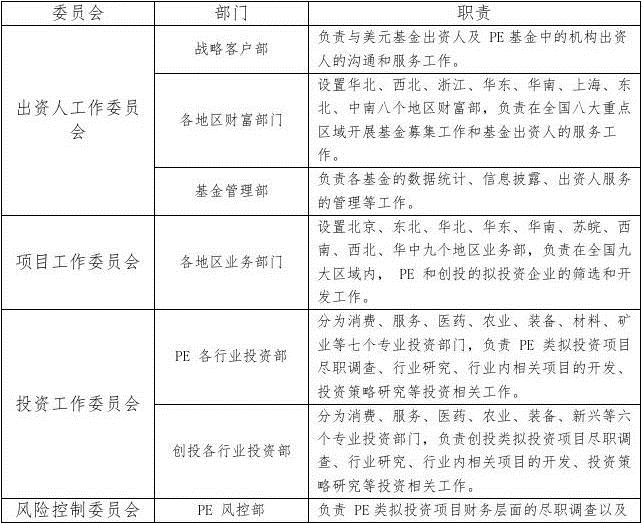 委员会 部门 职责
出资人工作委员
会
战略客户部
负责与美元基金出资人及 PE 基金中的机构出资
人的沟通和服务工作。
各地区财富部门
设置华北、西北、浙江、华东、华南、上海、东
北、中南八个地区财富部，负责在全国八大重点
区域开展基金募集工作和基金出资人的服务工
作。
基金管理部
负责各基金的数据统计、信息披露、出资人服务
的管理等工作。
项目工作委员会
各地区业务部门
设置北京、东北、华北、华东、华南、苏皖、西
南、西北、华中九个地区业务部，负责在全国九
大区域内， PE 和创投的拟投资企业的筛选和开
发工作。
投资工作委员会
PE 各行业投资部
分为消费、服务、医药、农业、装备、材料、矿
业等七个专业投资部门，负责 PE 类拟投资项目
尽职调查、行业研究、行业内相关项目的开发、
投资策略研究等投资相关工作。
创投各行业投资部
分为消费、服务、医药、农业、装备、新兴等六
个专业投资部门，负责创投类拟投资项目尽职调
查、行业研究、行业内相关项目的开发、投资策
略研究等投资相关工作。
风险控制委员会
PE 风控部
负责 PE类拟投资项目财务层面的尽职调查以及